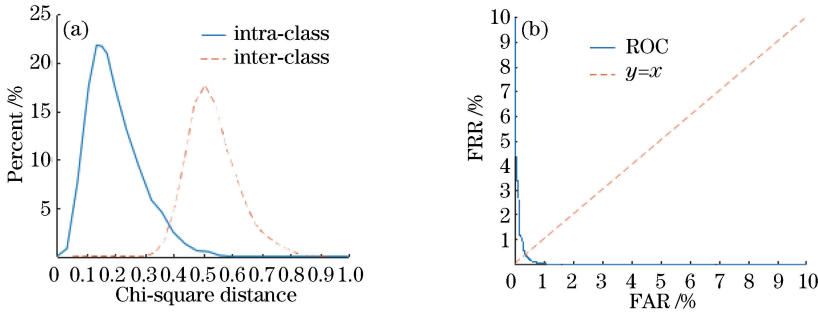 (a)
25
20
15
10
5
Percent /%
intra-class
inter-class
0 0.1 0.2 0.3 0.4 0.5 0.6 0.7 0.8 0.9 1.0
Chi-square distance
(b)
10
9
8
7
6
5
4
3
2
1
FRR /%
ROC
y=x
0 1 2 3 4 5 6 7 8 9 10
FAR /%